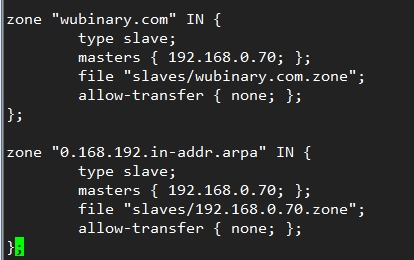 zone "wubinary.com" IN {
        type slave;
        masters { 192.168.0.70; };
        file "slaves/wubinary.com.zone";
        allow-transfer { none; };
};

zone "0.168.192.in-addr.arpa" IN {
        type slave;
        masters { 192.168.0.70; };
        file "slaves/192.168.0.70.zone";
        allow-transfer { none; };
};